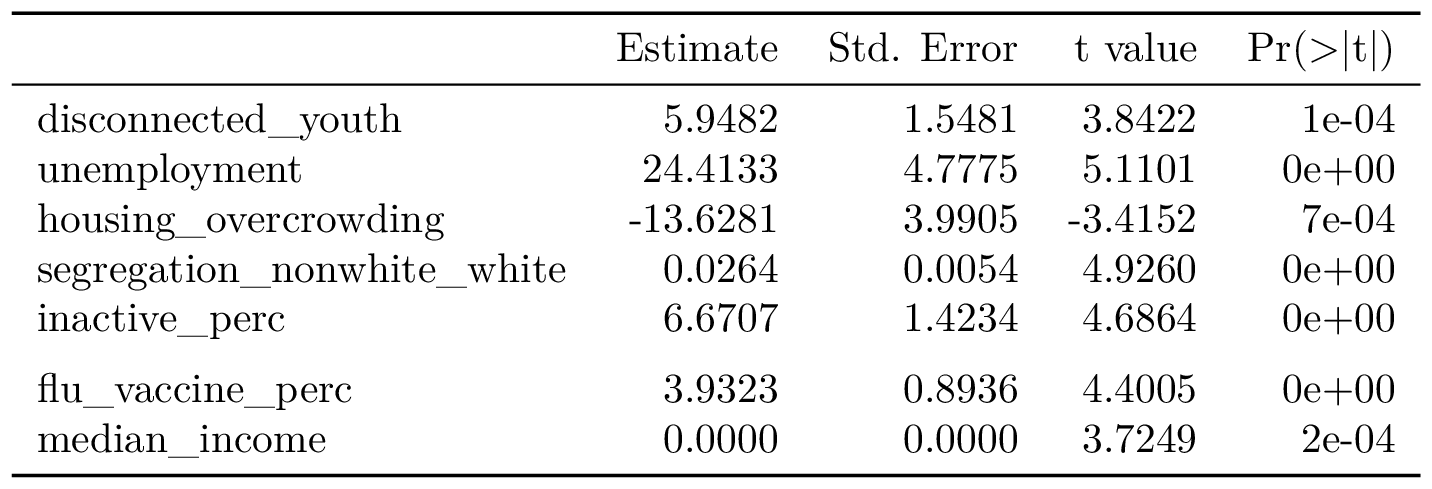 Estimate Std. Error t value Pr(>|t|)
disconnected_youth 5.9482 1.5481 3.8422 1e-04
unemployment 24.4133 4.7775 5.1101 0e+00
housing_overcrowding -13.6281 3.9905 -3.4152 7e-04
segregation_nonwhite_white 0.0264 0.0054 4.9260 0e+00
inactive_perc 6.6707 1.4234 4.6864 0e+00
flu_vaccine_perc 3.9323 0.8936 4.4005 0e+00
median_income 0.0000 0.0000 3.7249 2e-04